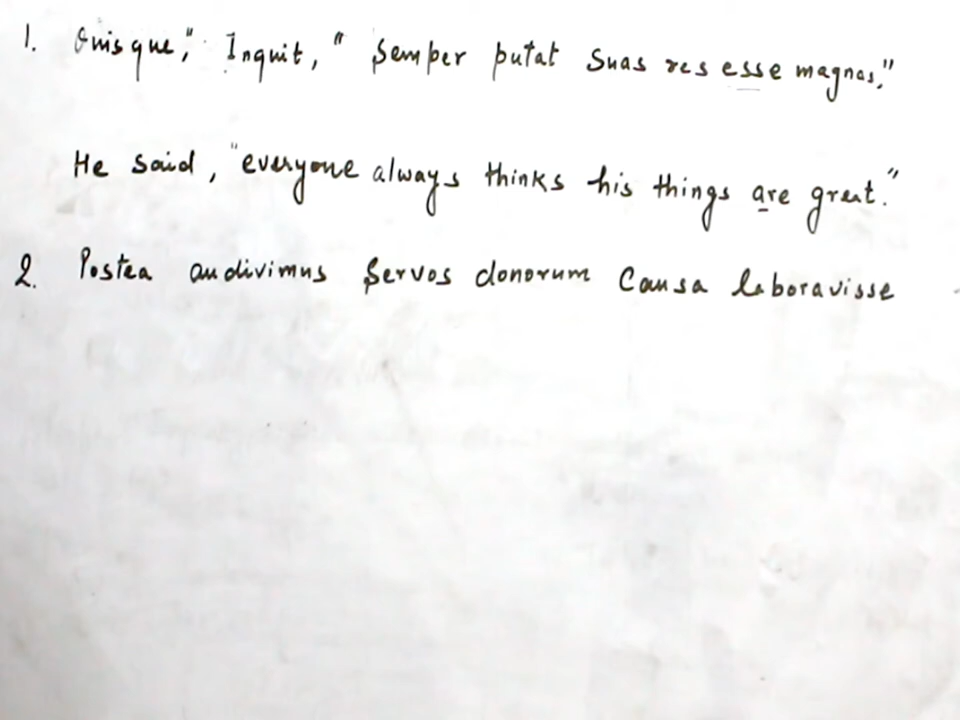 1. Quisque," Inquit, " Semper putat Suas res esse magnas."
He said, "everyone always thinks his things are great."
2. Postea audivimus Servos donorum Causa laboravisse